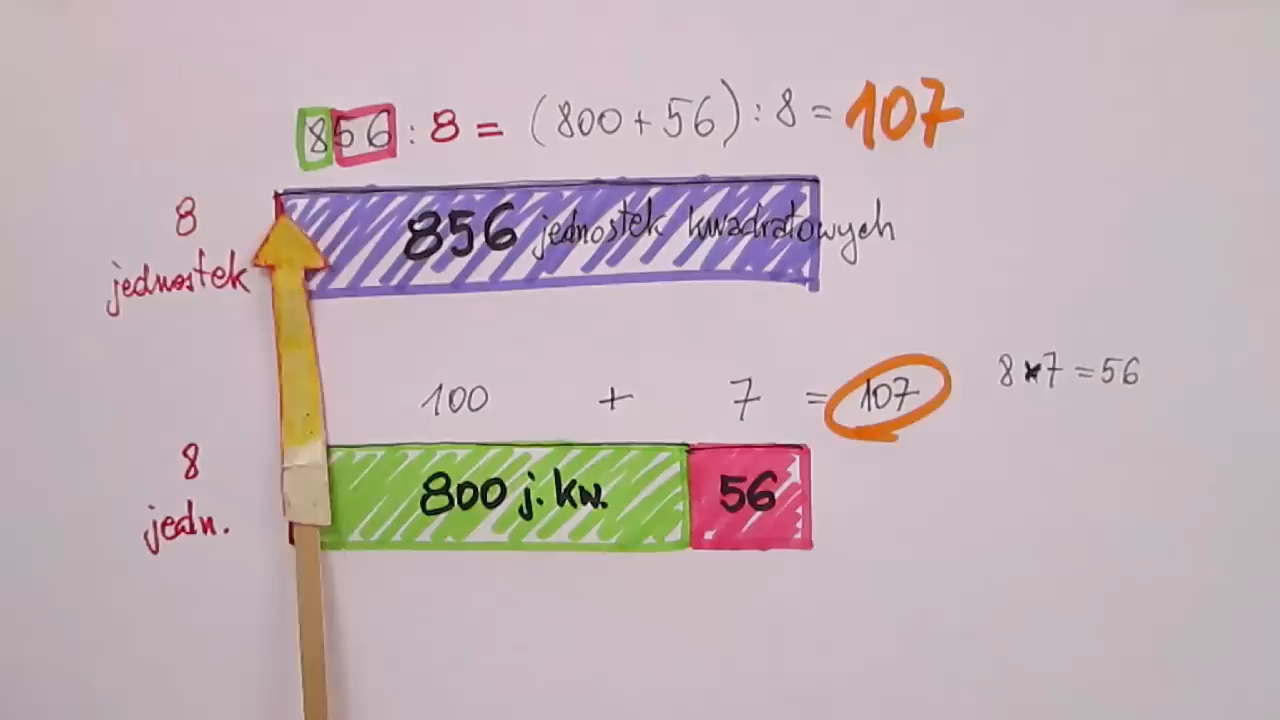 856 : 8 = (800 + 56) : 8 = 107
8
jednostek
856 jednostek kwadratowych
100 + 7 = 107
8 * 7 = 56
8
jedn.
800 j. kw.
56